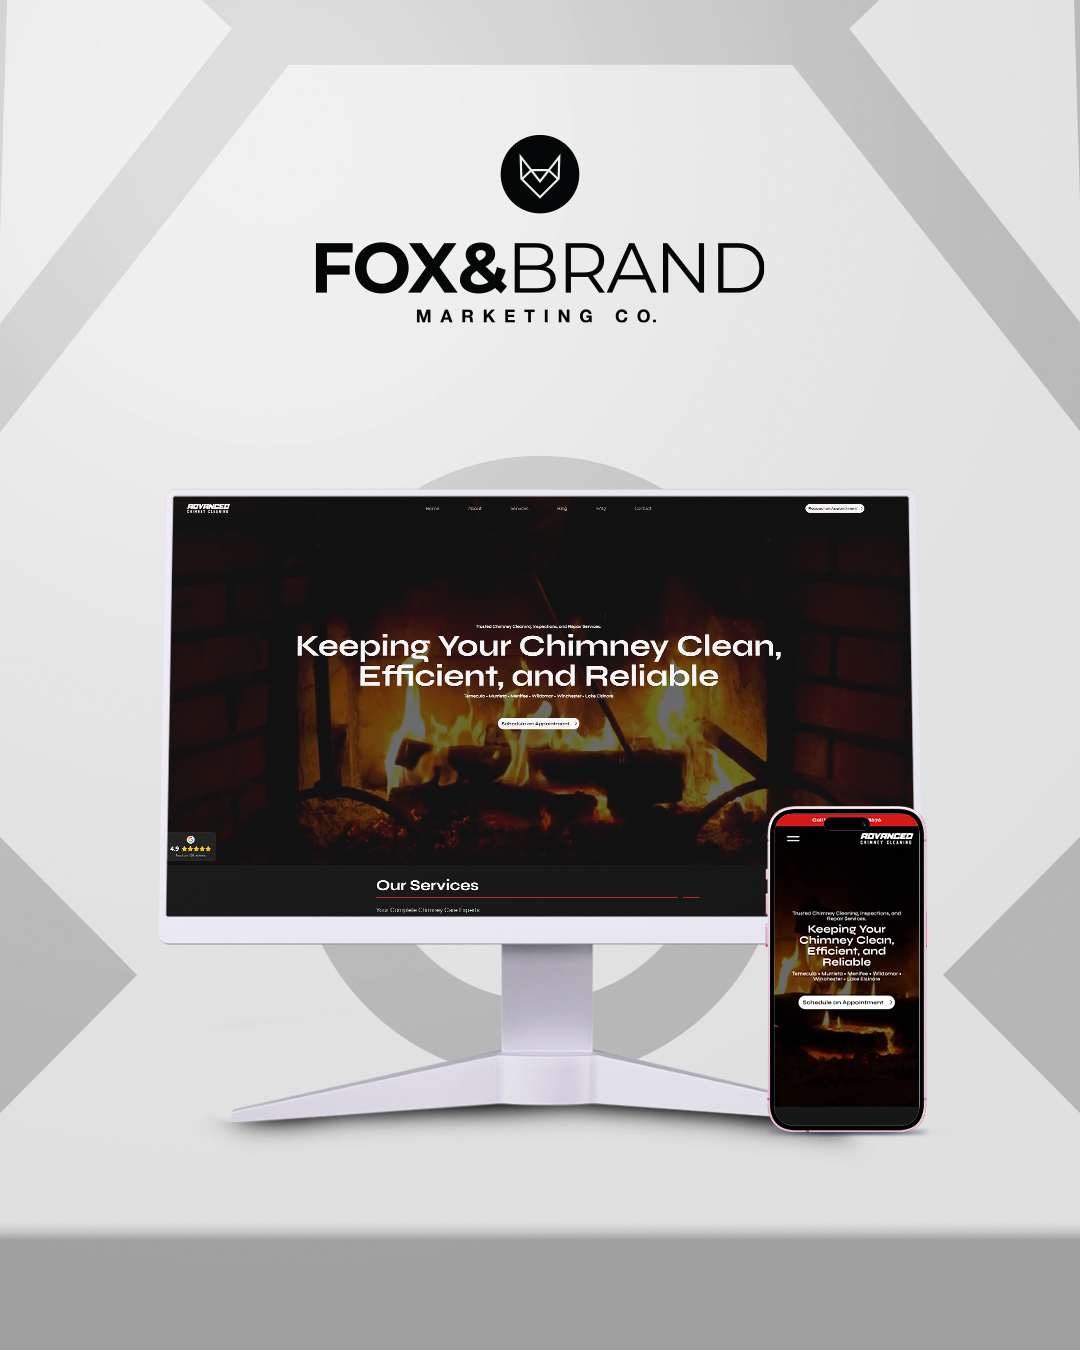 FOX&BRAND
MARKETING CO.
ADVANCED
CHIMNEY CLEANING
Home About Services Blog FAQ Contact
Request an Appointment
Trusted Chimney Cleaning, Inspections, and Repair Services.
Keeping Your Chimney Clean,
Efficient, and Reliable
Temecula • Murrieta • Menifee • Wildomar • Winchester • Lake Elsinore
Schedule an Appointment
4.9
Our Services
Your Complete Chimney Care Experts
ADVANCED
CHIMNEY CLEANING
Trusted Chimney Cleaning, Inspections, and
Repair Services.
Keeping Your
Chimney Clean,
Efficient, and
Reliable
Temecula • Murrieta • Menifee • Wildomar •
Winchester • Lake Elsinore
Schedule an Appointment